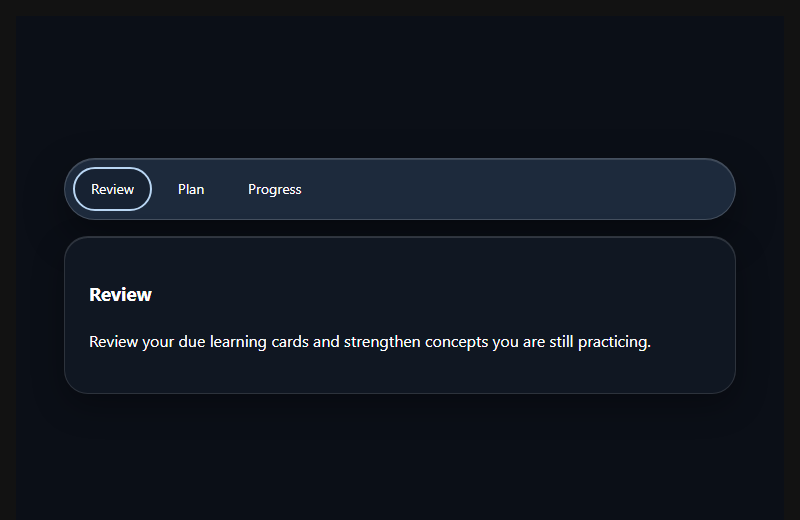 Review Plan Progress
Review
Review your due learning cards and strengthen concepts you are still practicing.